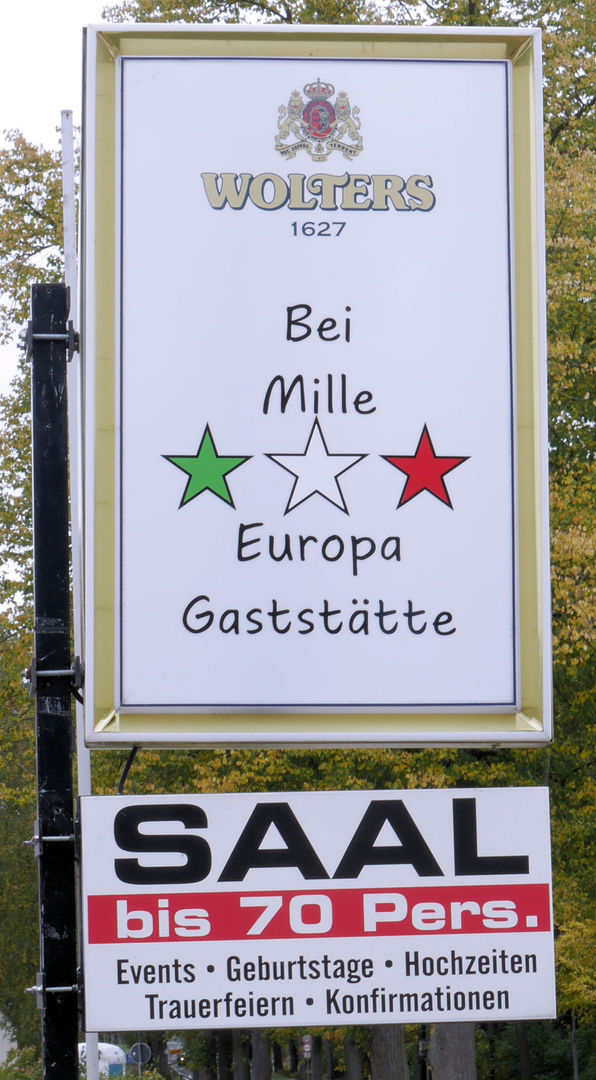 WOLTERS
1627
Bei
Mille
Europa
Gaststätte
SAAL
bis 70 Pers.
Events • Geburtstage • Hochzeiten
Trauerfeiern • Konfirmationen